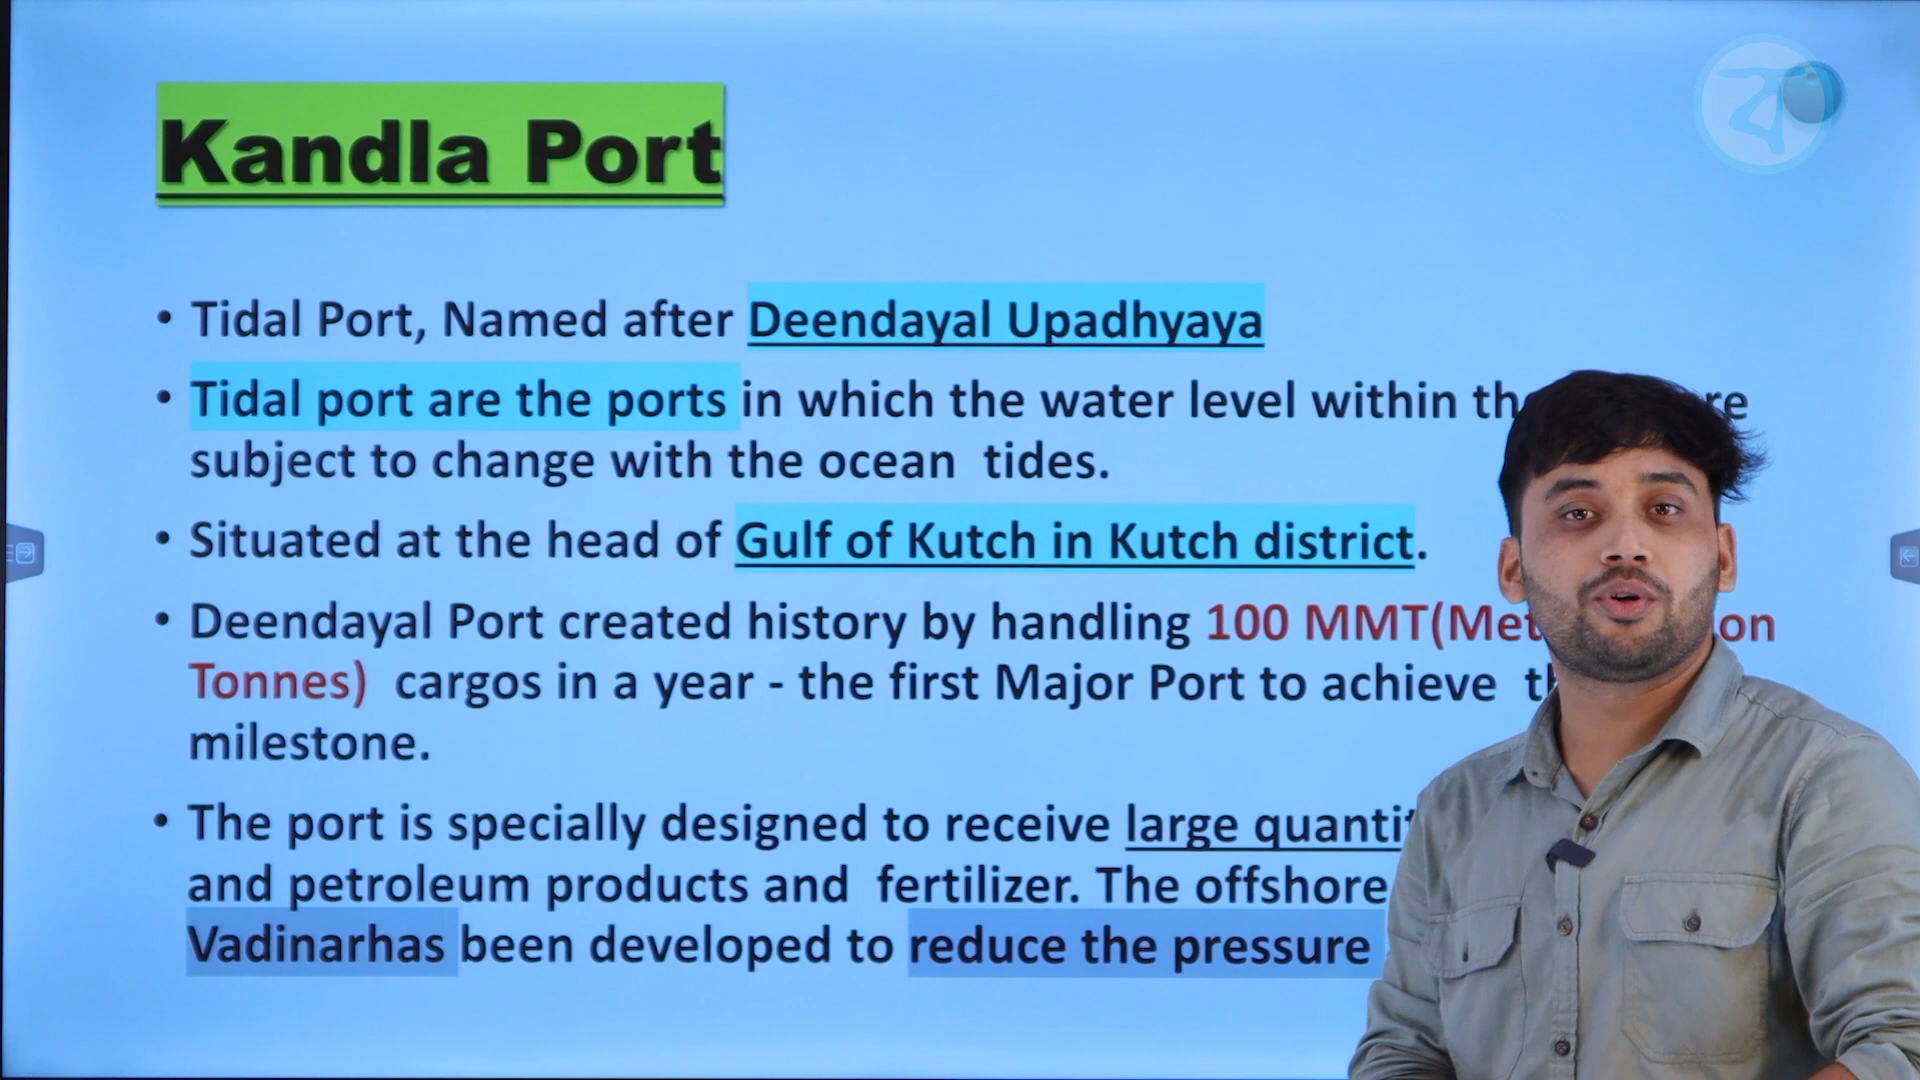 Kandla Port
• Tidal Port, Named after Deendayal Upadhyaya
• Tidal port are the ports in which the water level within
subject to change with the ocean tides.
• Situated at the head of Gulf of Kutch in Kutch district.
• Deendayal Port created history by handling 100 MMT(
Tonnes) cargos in a year - the first Major Port to achieve
milestone.
• The port is specially designed to receive large
and petroleum products and fertilizer. The offshore
Vadinarhas been developed to reduce the pressure